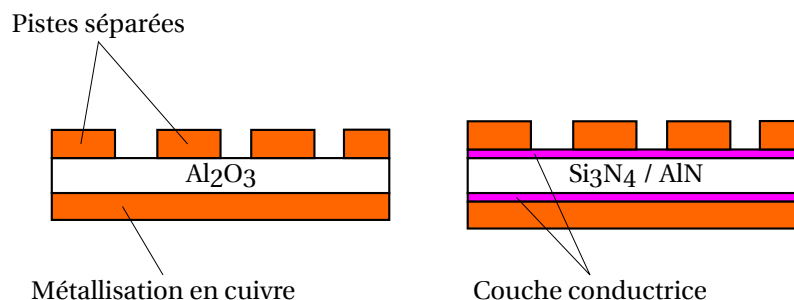 Pistes séparées
Al2O3
Si3N4 / AlN
Métallisation en cuivre
Couche conductrice